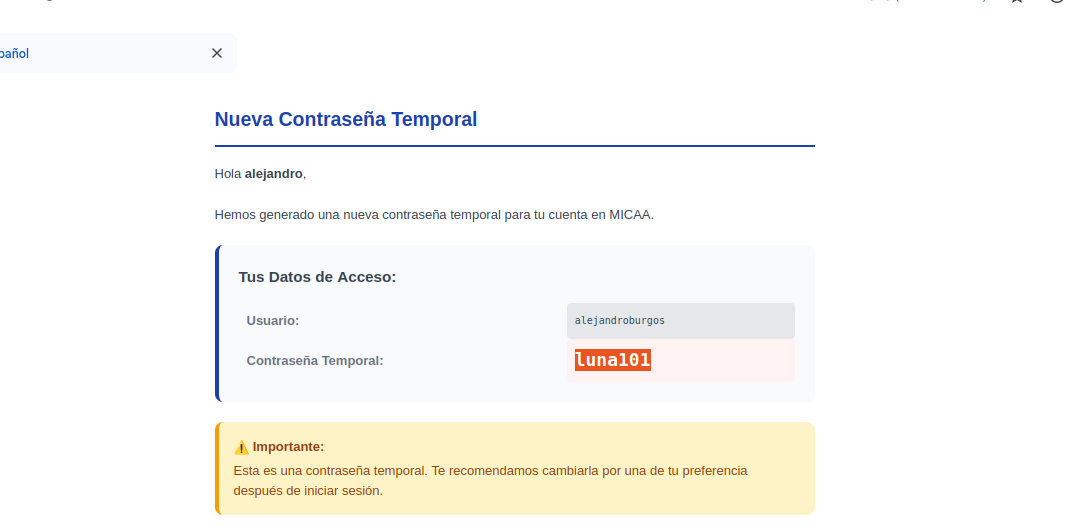 pañol
Nueva Contraseña Temporal
Hola alejandro,
Hemos generado una nueva contraseña temporal para tu cuenta en MICAA.
Tus Datos de Acceso:
Usuario: alejandroburgos
Contraseña Temporal: luna101
Importante:
Esta es una contraseña temporal. Te recomendamos cambiarla por una de tu preferencia
después de iniciar sesión.